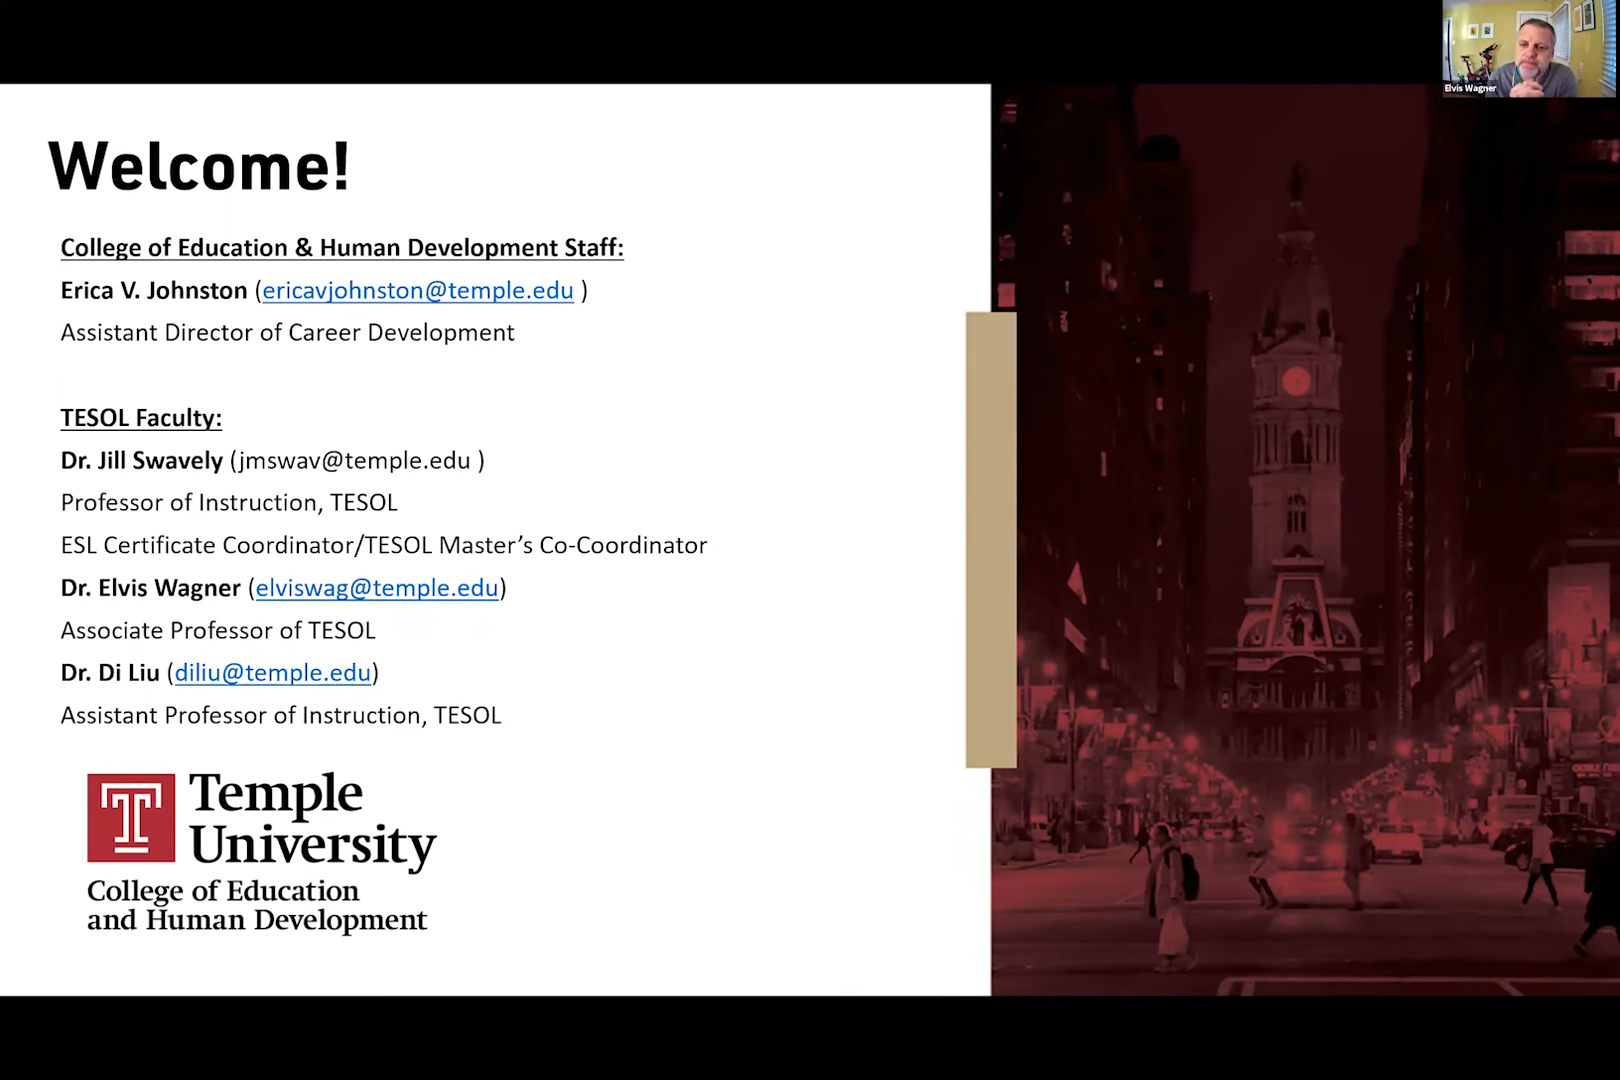 Elvis Wagner
Welcome!
College of Education & Human Development Staff:
Erica V. Johnston (ericavjohnston@temple.edu )
Assistant Director of Career Development
TESOL Faculty:
Dr. Jill Swavely (jmswav@temple.edu )
Professor of Instruction, TESOL
ESL Certificate Coordinator/TESOL Master’s Co-Coordinator
Dr. Elvis Wagner (elviswag@temple.edu)
Associate Professor of TESOL
Dr. Di Liu (diliu@temple.edu)
Assistant Professor of Instruction, TESOL
T Temple
University
College of Education
and Human Development